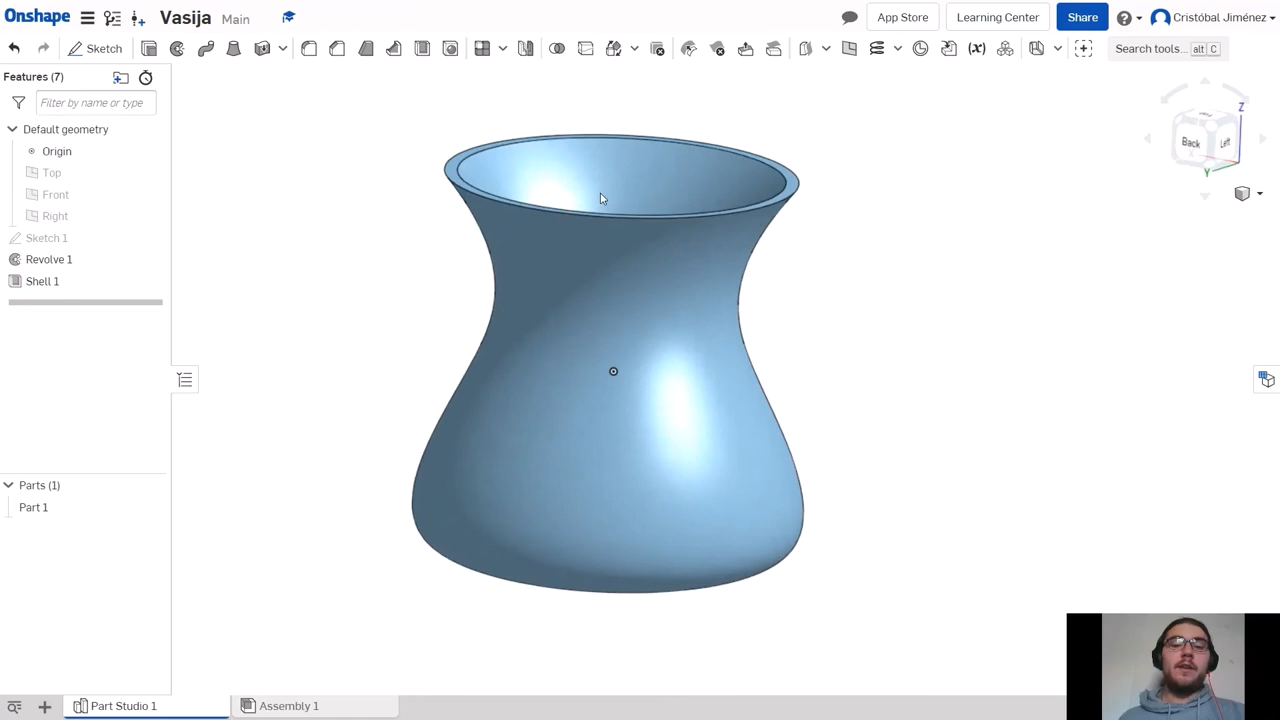 Onshape Vasija Main App Store Learning Center Share Cristóbal Jiménez
Sketch (x) Search tools... alt C
Features (7)
Filter by name or type
Default geometry
Origin
Top
Front
Right
Sketch 1
Revolve 1
Shell 1
Z
Back Left
Y
Parts (1)
Part 1
Part Studio 1 Assembly 1